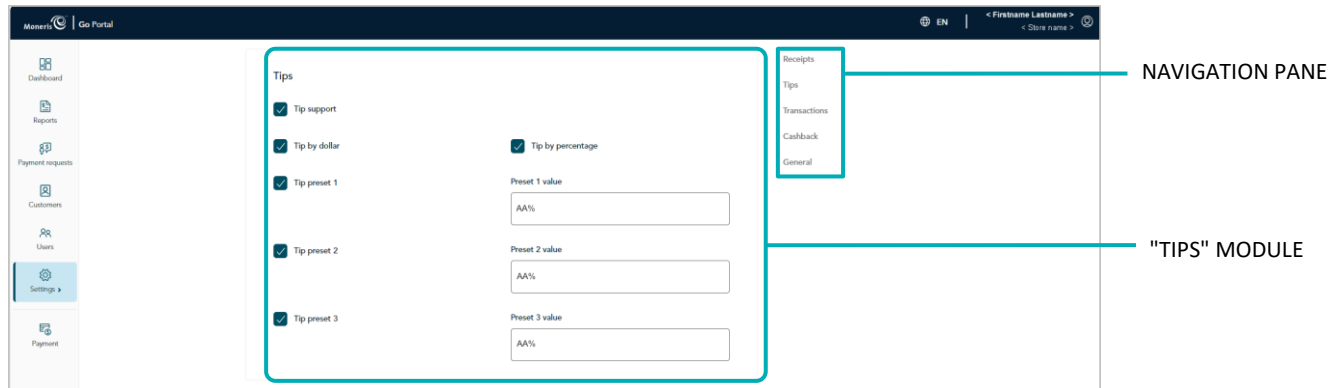 Moneris Go Portal
EN
< Firstname Lastname >
< Store name >
Dashboard
Reports
Payment requests
Customers
Users
Settings
Payment
Tips
Tip support
Tip by dollar
Tip by percentage
Tip preset 1
Preset 1 value
AA%
Tip preset 2
Preset 2 value
AA%
Tip preset 3
Preset 3 value
AA%
Receipts
Tips
Transactions
Cashback
General
NAVIGATION PANE
"TIPS" MODULE